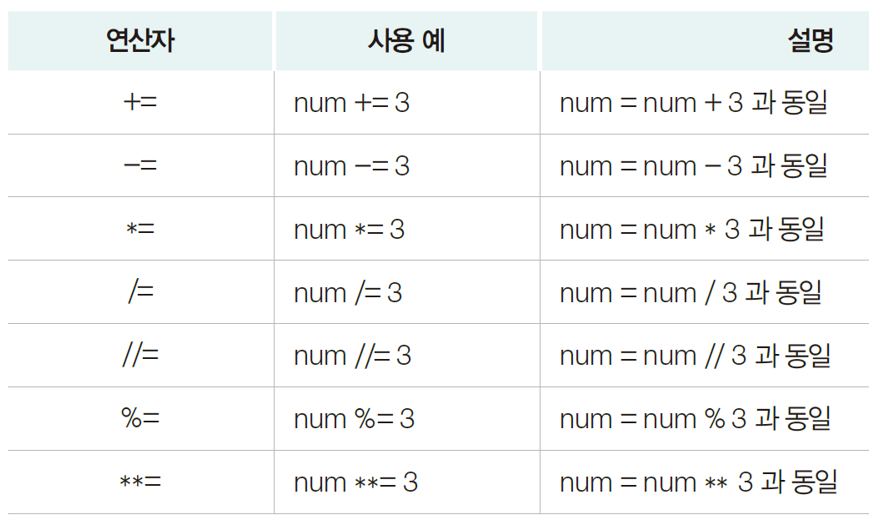 연산자 사용 예 설명
+= num += 3 num = num + 3 과 동일
−= num −= 3 num = num − 3 과 동일
*= num *= 3 num = num * 3 과 동일
/= num /= 3 num = num / 3 과 동일
//= num //= 3 num = num // 3 과 동일
%= num %= 3 num = num % 3 과 동일
**= num **= 3 num = num ** 3 과 동일